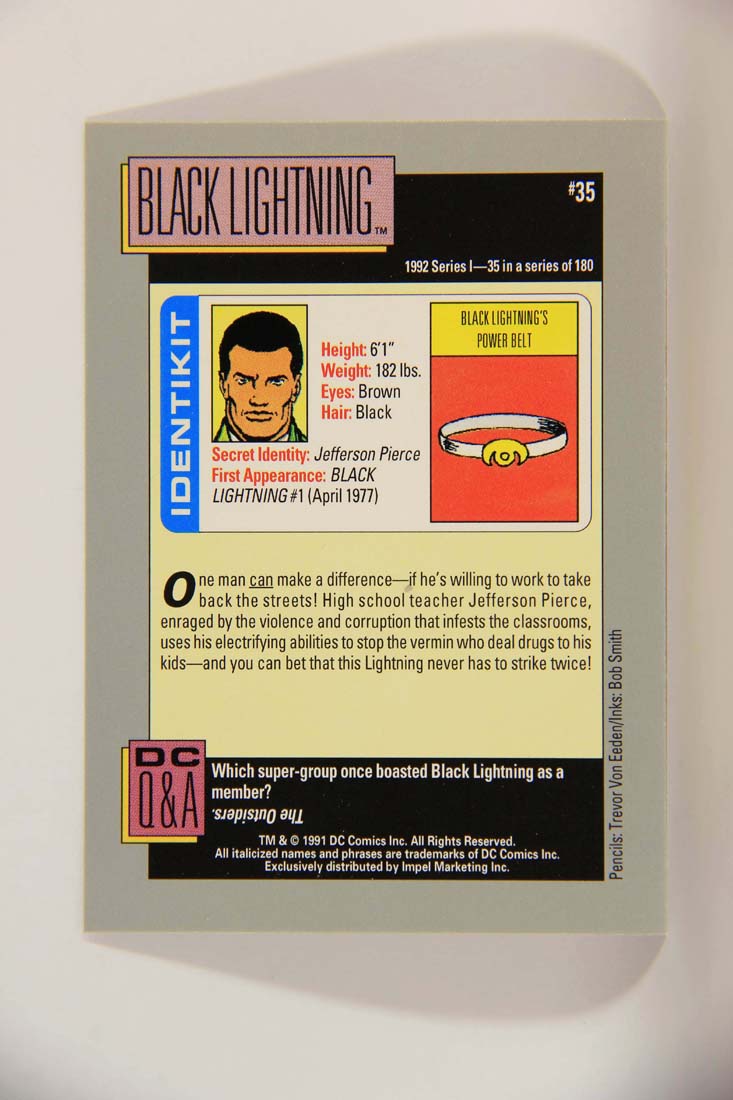 BLACK LIGHTNING™
#35
1992 Series I—35 in a series of 180
IDENTIKIT
Height: 6'1"
Weight: 182 lbs.
Eyes: Brown
Hair: Black
Secret Identity: Jefferson Pierce
First Appearance: BLACK
LIGHTNING #1 (April 1977)
BLACK LIGHTNING'S
POWER BELT
One man can make a difference—if he's willing to work to take
back the streets! High school teacher Jefferson Pierce,
enraged by the violence and corruption that infests the classrooms,
uses his electrifying abilities to stop the vermin who deal drugs to his
kids—and you can bet that this Lightning never has to strike twice!
DC
Q&A
Which super-group once boasted Black Lightning as a
member?
The Outsiders.
TM & © 1991 DC Comics Inc. All Rights Reserved.
All italicized names and phrases are trademarks of DC Comics Inc.
Exclusively distributed by Impel Marketing Inc.
Pencils: Trevor Von Eeden/Inks: Bob Smith